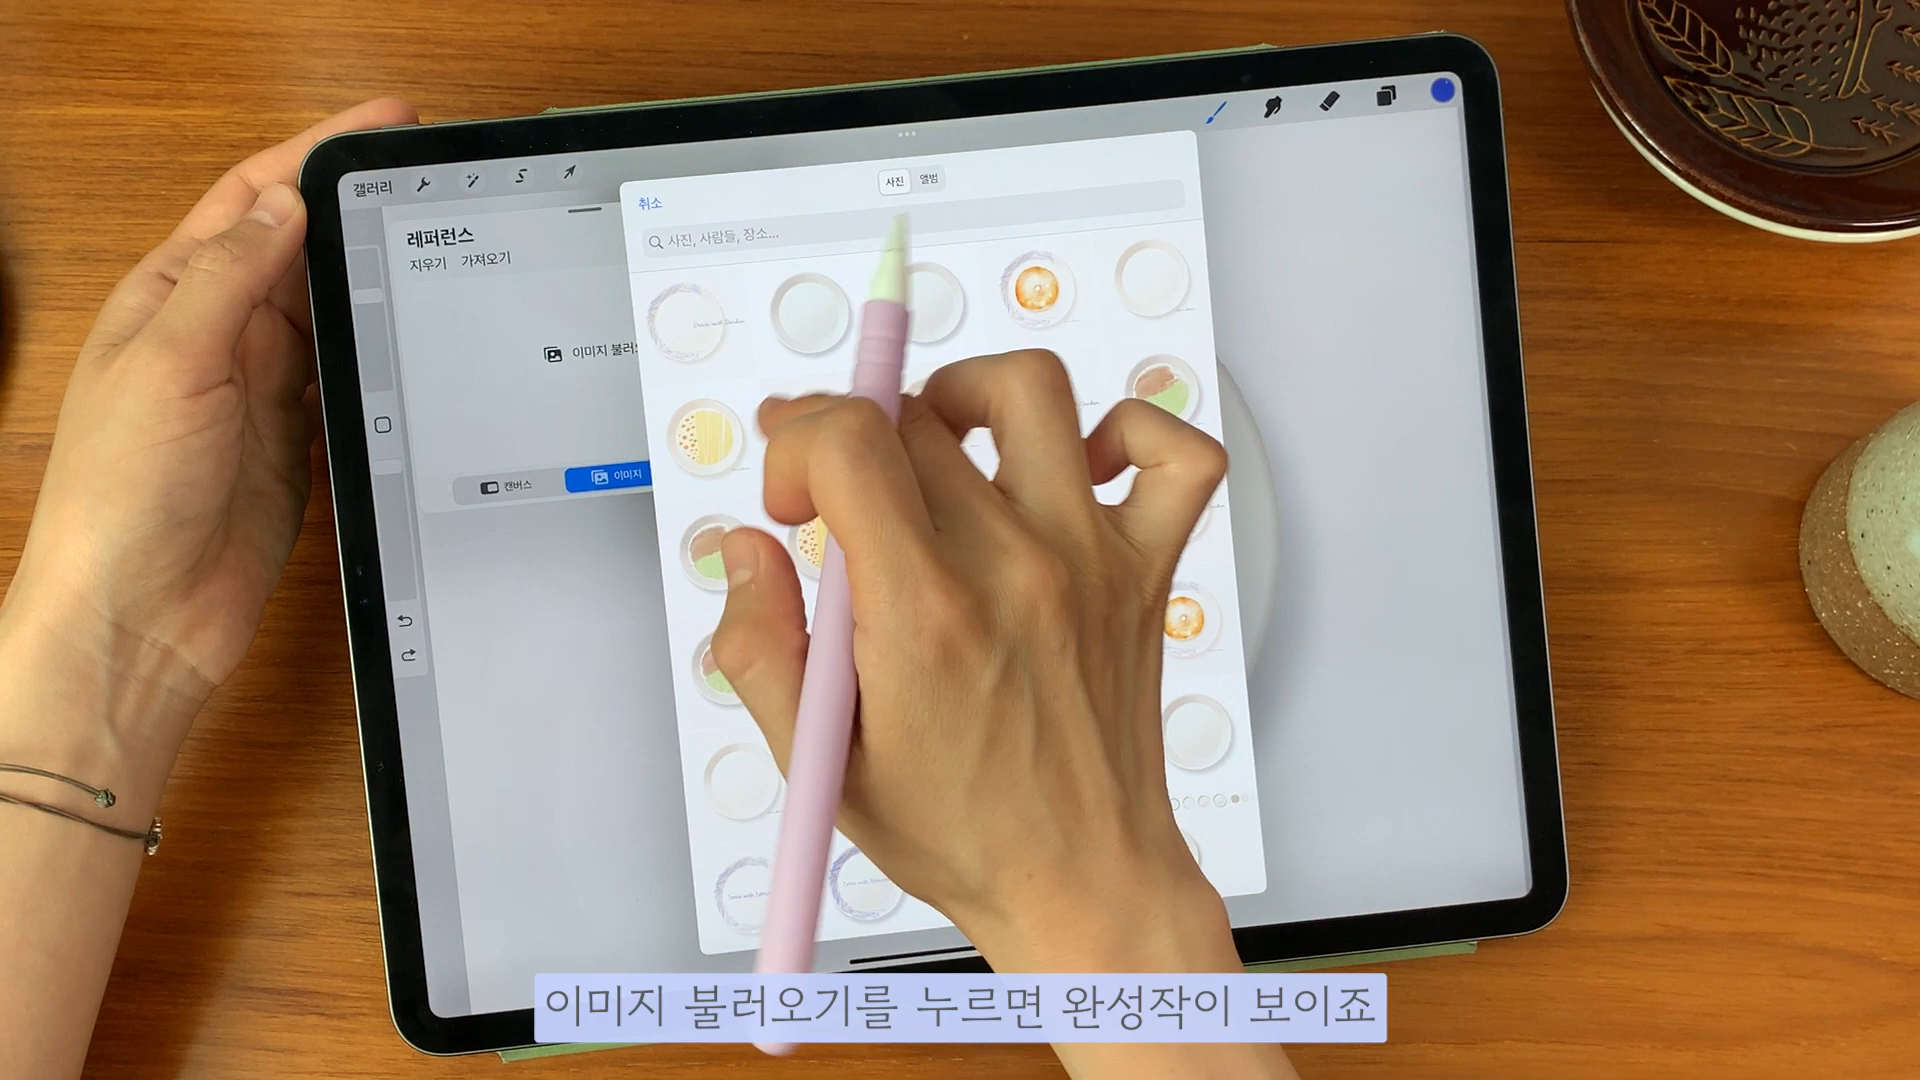 갤러리
레퍼런스
지우기 가져오기
이미지 불러
캔버스
이미지
취소
사진 앨범
사진, 사람들, 장소...
이미지 불러오기를 누르면 완성작이 보이죠